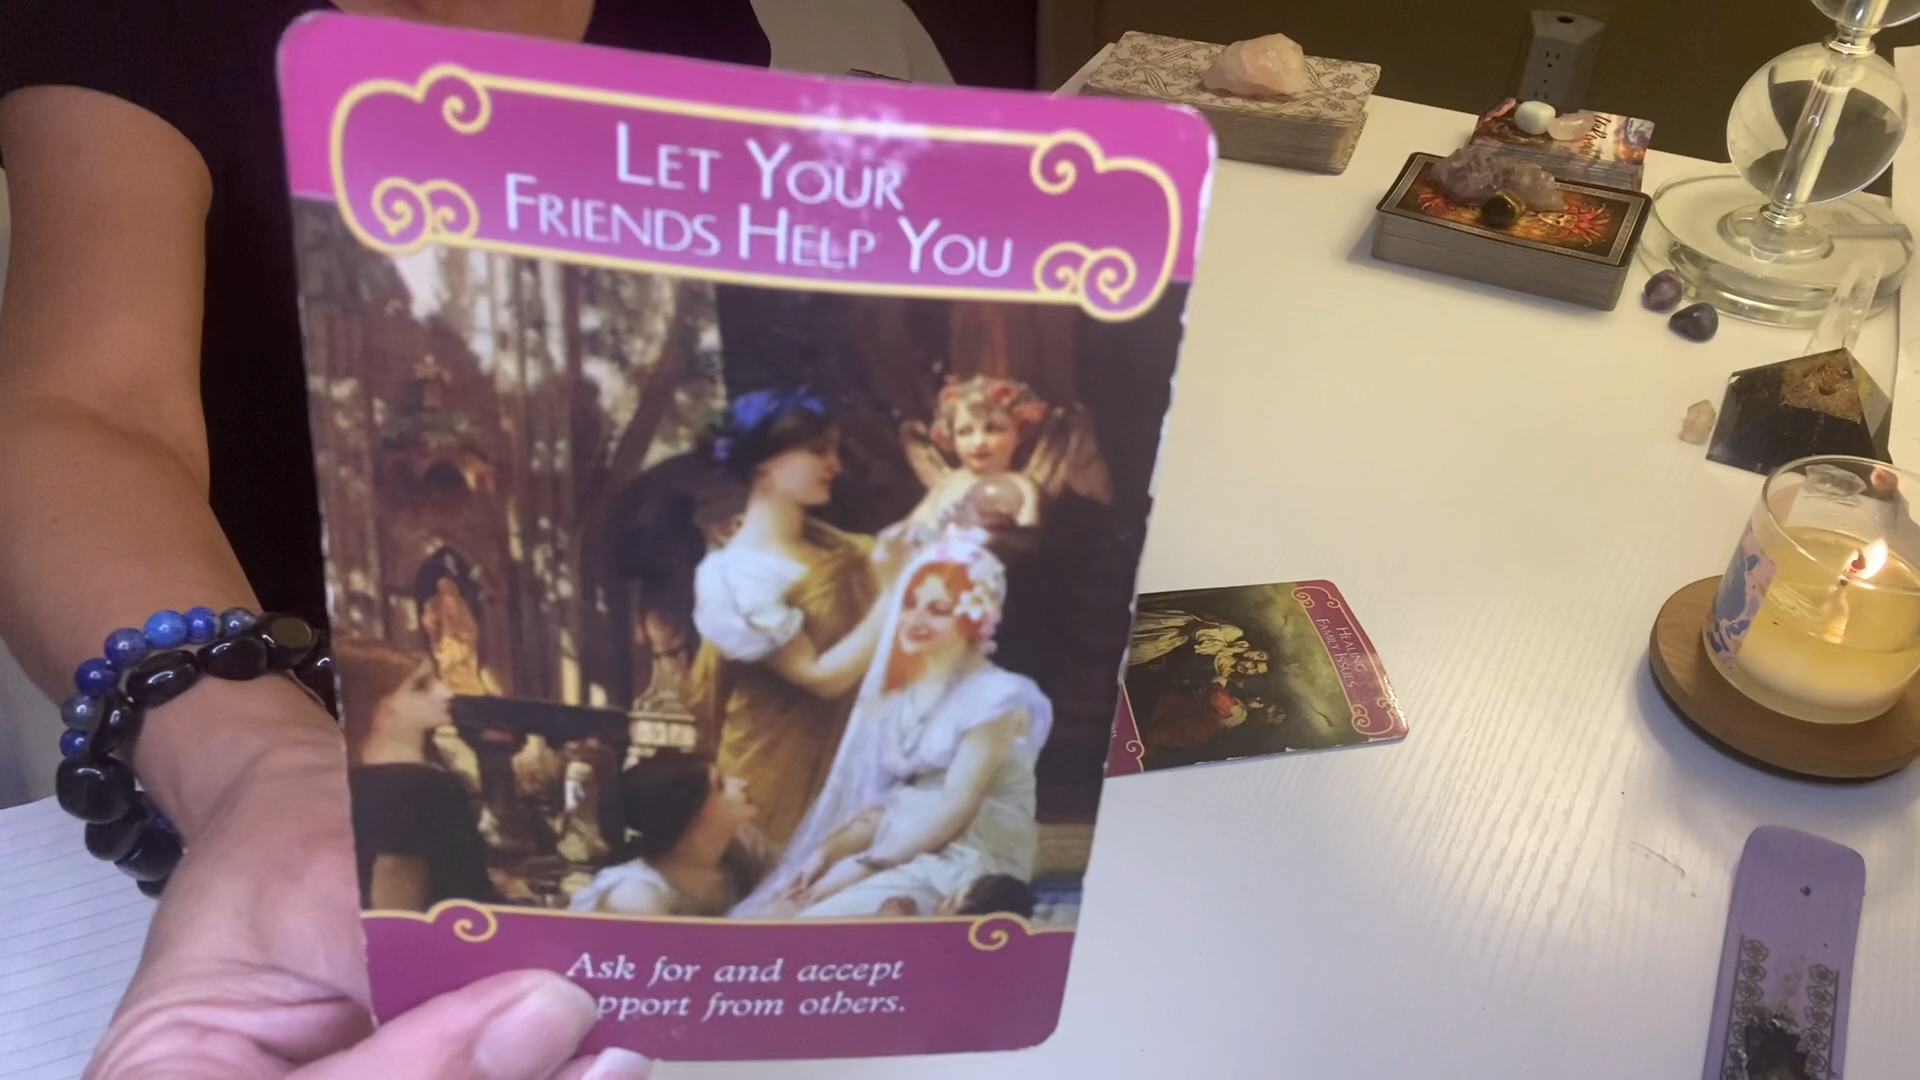 LET YOUR
FRIENDS HELP YOU
Ask for and accept
pport from others.
HEALING
FAMILY ISSUES